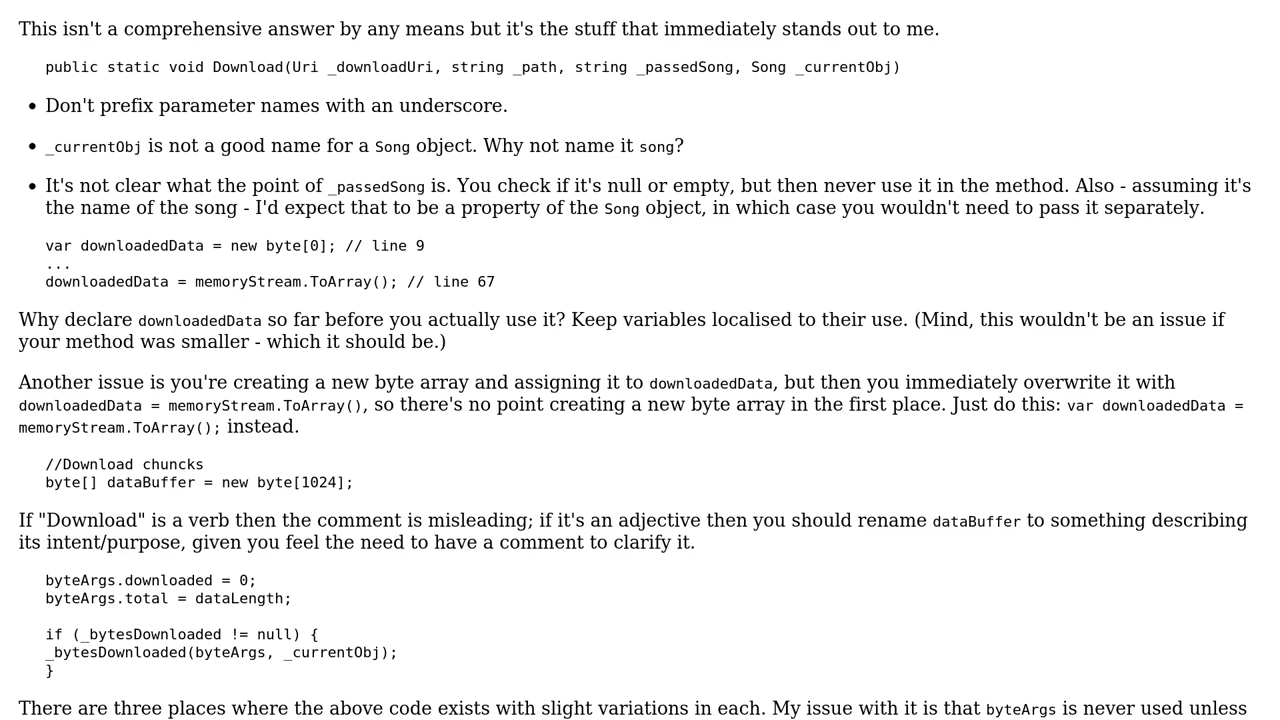 This isn't a comprehensive answer by any means but it's the stuff that immediately stands out to me.
public static void Download(Uri _downloadUri, string _path, string _passedSong, Song _currentObj)
• Don't prefix parameter names with an underscore.
• _currentObj is not a good name for a Song object. Why not name it song?
• It's not clear what the point of _passedSong is. You check if it's null or empty, but then never use it in the method. Also - assuming it's
the name of the song - I'd expect that to be a property of the Song object, in which case you wouldn't need to pass it separately.
var downloadedData = new byte[0]; // line 9
...
downloadedData = memoryStream.ToArray(); // line 67
Why declare downloadedData so far before you actually use it? Keep variables localised to their use. (Mind, this wouldn't be an issue if
your method was smaller - which it should be.)
Another issue is you're creating a new byte array and assigning it to downloadedData, but then you immediately overwrite it with
downloadedData = memoryStream.ToArray(), so there's no point creating a new byte array in the first place. Just do this: var downloadedData =
memoryStream.ToArray(); instead.
//Download chuncks
byte[] dataBuffer = new byte[1024];
If "Download" is a verb then the comment is misleading; if it's an adjective then you should rename dataBuffer to something describing
its intent/purpose, given you feel the need to have a comment to clarify it.
byteArgs.downloaded = 0;
byteArgs.total = dataLength;
if (_bytesDownloaded != null) {
_bytesDownloaded(byteArgs, _currentObj);
}
There are three places where the above code exists with slight variations in each. My issue with it is that byteArgs is never used unless